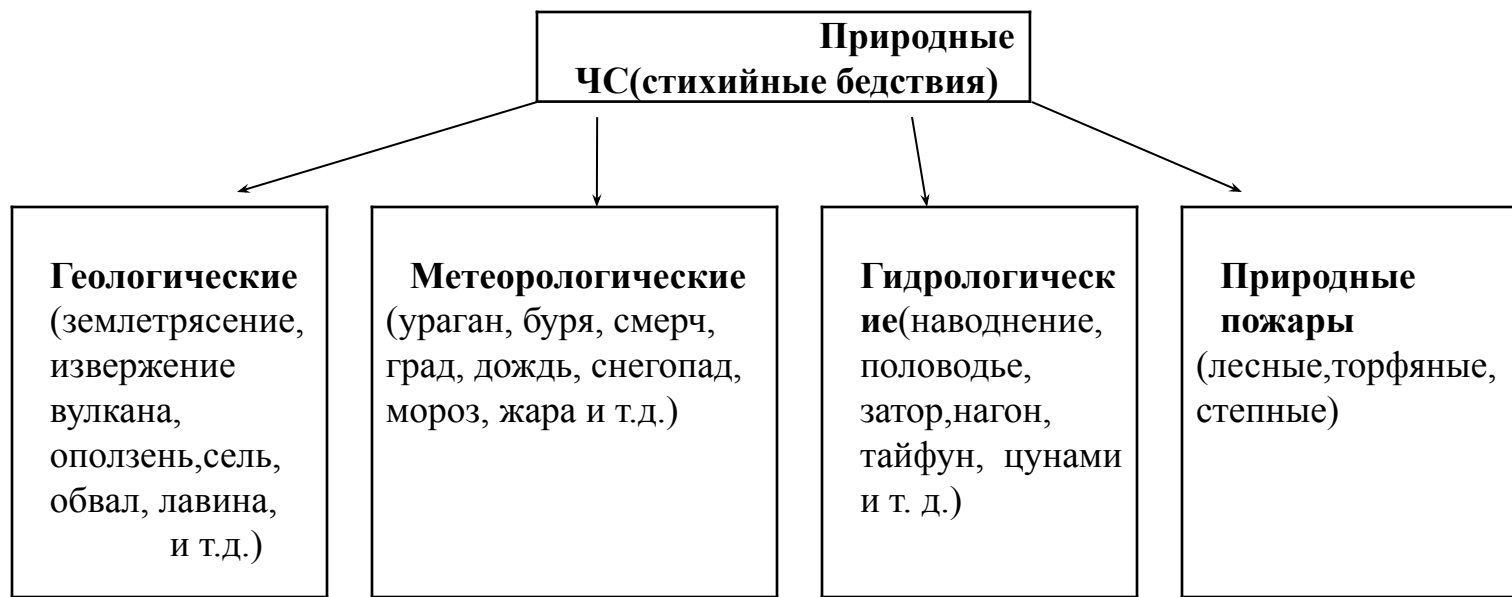 Природные
ЧС(стихийные бедствия)
Геологические
(землетрясение,
извержение
вулкана,
оползень,сель,
обвал, лавина,
и т.д.)
Метеорологические
(ураган, буря, смерч,
град, дождь, снегопад,
мороз, жара и т.д.)
Гидрологическ
ие(наводнение,
половодье,
затор,нагон,
тайфун, цунами
и т. д.)
Природные
пожары
(лесные,торфяные,
степные)